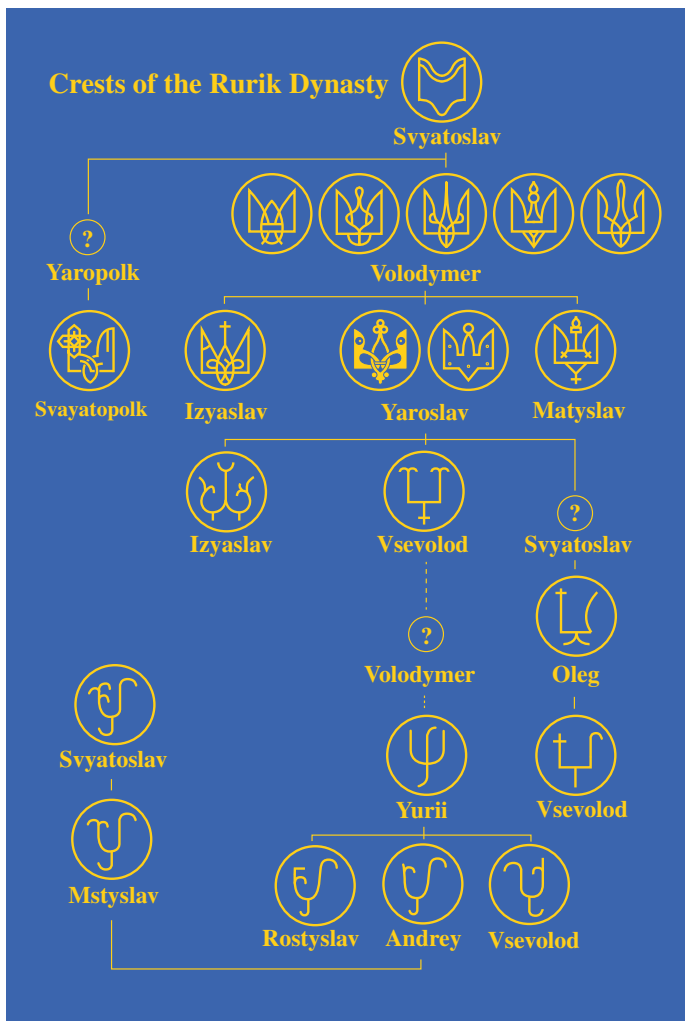 Crests of the Rurik Dynasty
Svyatoslav
?
Yaropolk
Volodymer
Svayatopolk
Izyaslav
Yaroslav
Matyslav
Izyaslav
Vsevolod
?
Svyatoslav
?
Volodymer
Oleg
Svyatoslav
Yurii
Vsevolod
Mstyslav
Rostyslav
Andrey
Vsevolod